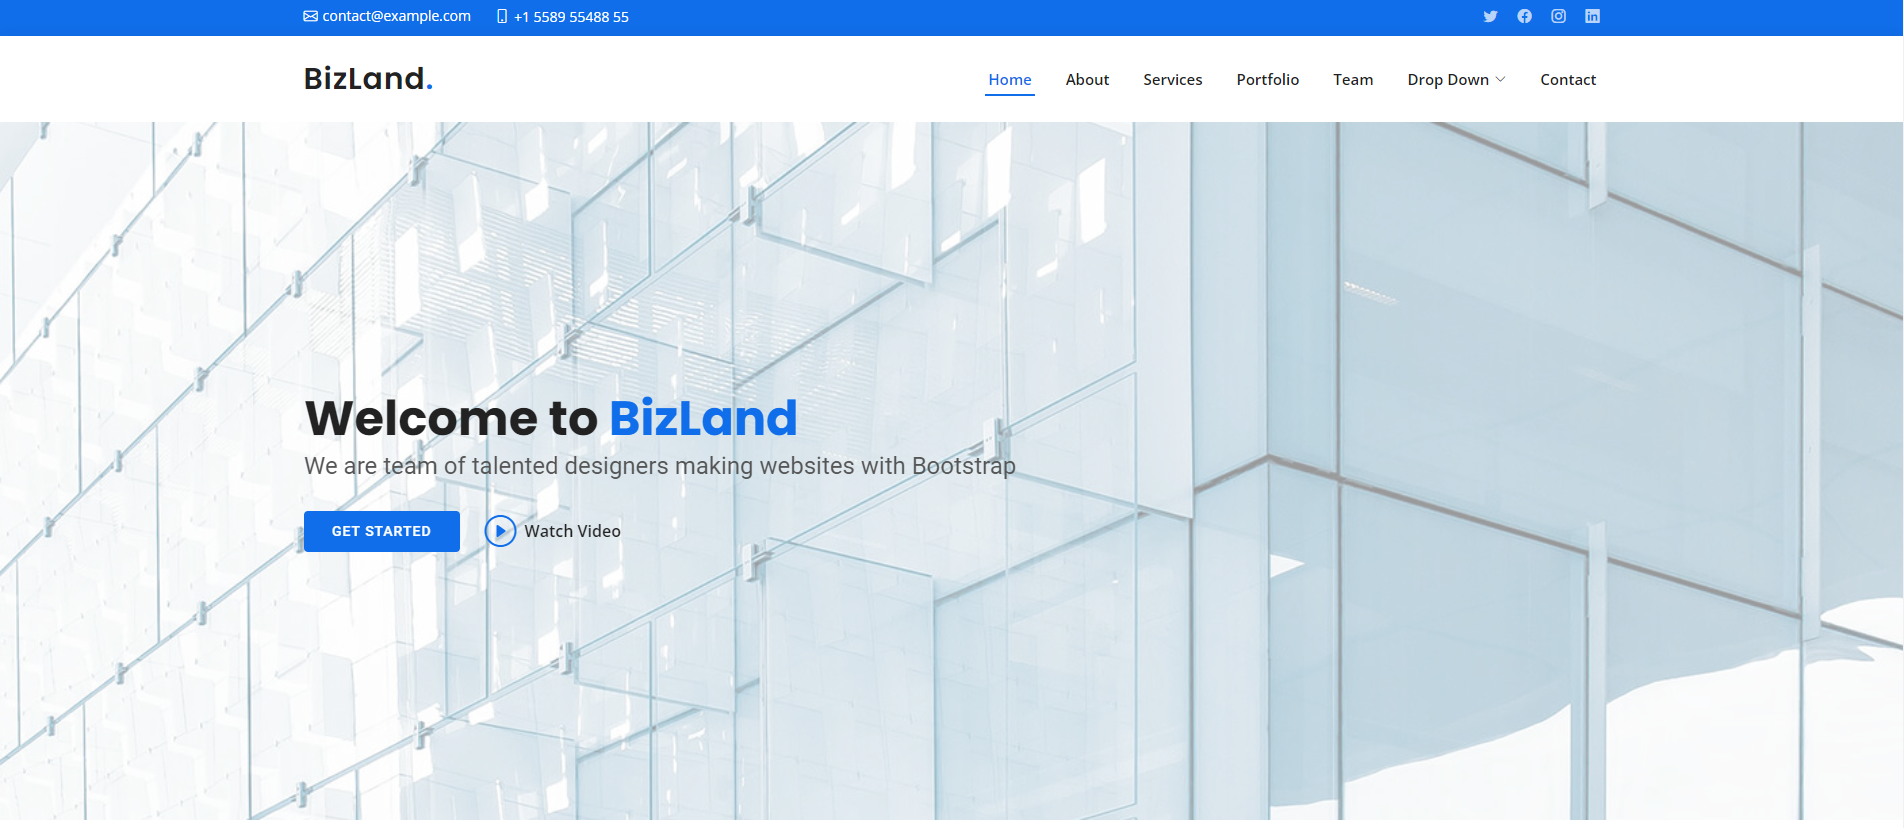 contact@example.com +1 5589 55488 55
BizLand.
Home About Services Portfolio Team Drop Down Contact
Welcome to BizLand
We are team of talented designers making websites with Bootstrap
GET STARTED Watch Video